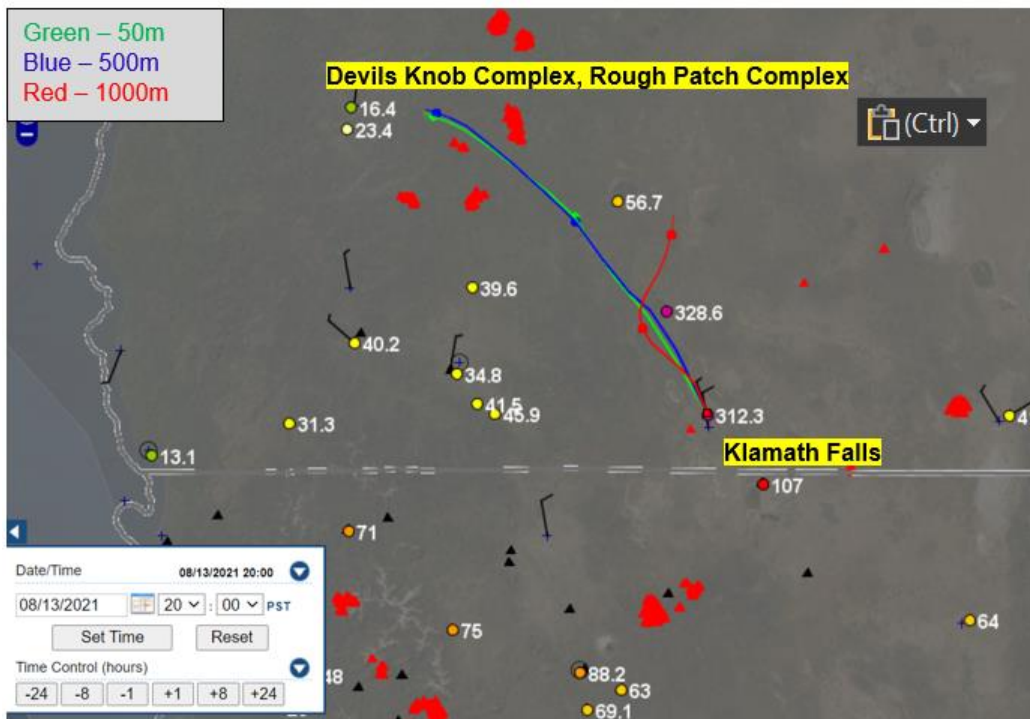 Green – 50m
Blue – 500m
Red – 1000m
Devils Knob Complex, Rough Patch Complex
(Ctrl)
16.4
23.4
56.7
39.6
328.6
40.2
34.8
41.5
45.9
312.3
4
31.3
Klamath Falls
13.1
107
71
Date/Time
08/13/2021 20:00
08/13/2021 20 : 00 PST
Set Time Reset
Time Control (hours)
-24 -8 -1 +1 +8 +24
75
64
48
88.2
63
69.1